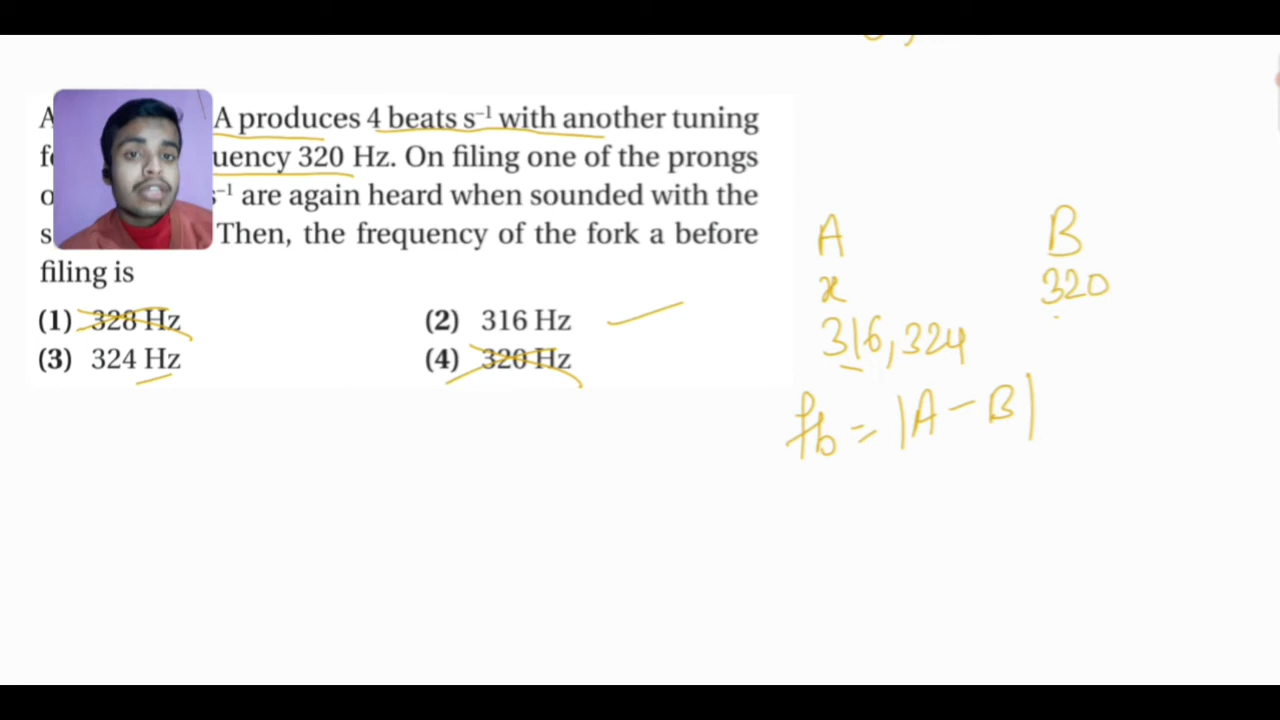 A produces 4 beats s⁻¹ with another tuning
uency 320 Hz. On filing one of the prongs
s⁻¹ are again heard when sounded with the
Then, the frequency of the fork a before
filing is
(1) 328 Hz (2) 316 Hz
(3) 324 Hz (4) 320 Hz
A B
x 320
316, 324
fb = |A - B|